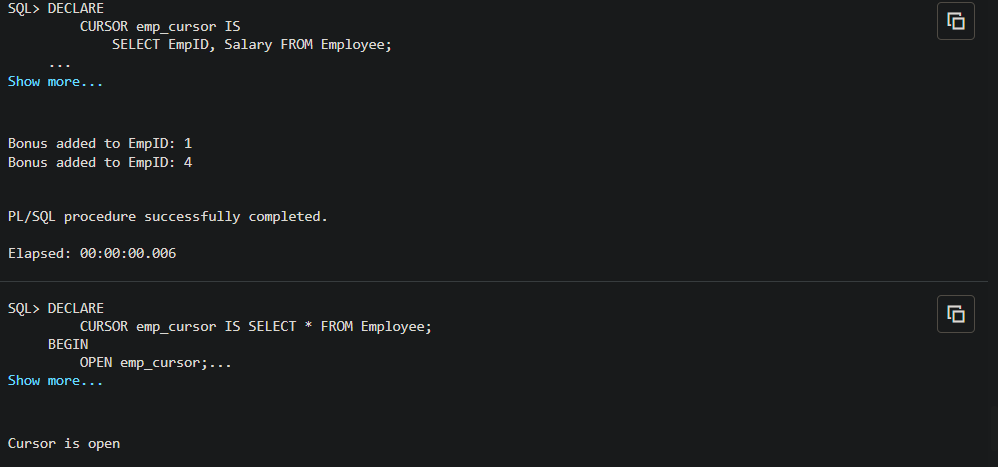 SQL> DECLARE
CURSOR emp_cursor IS
SELECT EmpID, Salary FROM Employee;
...
Show more...
Bonus added to EmpID: 1
Bonus added to EmpID: 4
PL/SQL procedure successfully completed.
Elapsed: 00:00:00.006
SQL> DECLARE
CURSOR emp_cursor IS SELECT * FROM Employee;
BEGIN
OPEN emp_cursor;...
Show more...
Cursor is open